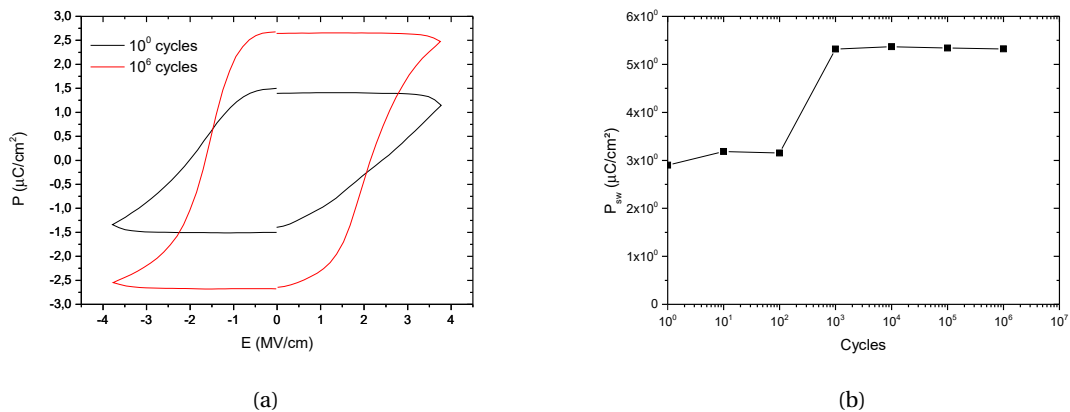 3,0
2,5
2,0
1,5
1,0
0,5
0,0
-0,5
-1,0
-1,5
-2,0
-2,5
-3,0
P (μC/cm²)
10⁰ cycles
10⁶ cycles
-4 -3 -2 -1 0 1 2 3 4
E (MV/cm)
(a)
6x10⁰
5x10⁰
4x10⁰
3x10⁰
2x10⁰
1x10⁰
0
P_sw (μC/cm²)
10⁰ 10¹ 10² 10³ 10⁴ 10⁵ 10⁶ 10⁷
Cycles
(b)